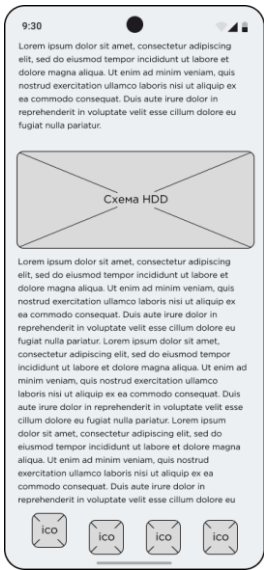 9:30
Lorem ipsum dolor sit amet, consectetur adipiscing
elit, sed do eiusmod tempor incididunt ut labore et
dolore magna aliqua. Ut enim ad minim veniam, quis
nostrud exercitation ullamco laboris nisi ut aliquip ex
ea commodo consequat. Duis aute irure dolor in
reprehenderit in voluptate velit esse cillum dolore eu
fugiat nulla pariatur.
Схема HDD
Lorem ipsum dolor sit amet, consectetur adipiscing
elit, sed do eiusmod tempor incididunt ut labore et
dolore magna aliqua. Ut enim ad minim veniam, quis
nostrud exercitation ullamco laboris nisi ut aliquip ex
ea commodo consequat. Duis aute irure dolor in
reprehenderit in voluptate velit esse cillum dolore eu
fugiat nulla pariatur. Lorem ipsum dolor sit amet,
consectetur adipiscing elit, sed do eiusmod tempor
incididunt ut labore et dolore magna aliqua. Ut enim ad
minim veniam, quis nostrud exercitation ullamco
laboris nisi ut aliquip ex ea commodo consequat. Duis
aute irure dolor in reprehenderit in voluptate velit esse
cillum dolore eu fugiat nulla pariatur. Lorem ipsum
dolor sit amet, consectetur adipiscing elit, sed do
eiusmod tempor incididunt ut labore et dolore magna
aliqua. Ut enim ad minim veniam, quis nostrud
exercitation ullamco laboris nisi ut aliquip ex ea
commodo consequat. Duis aute irure dolor in
reprehenderit in voluptate velit esse cillum dolore eu
ico
ico
ico
ico